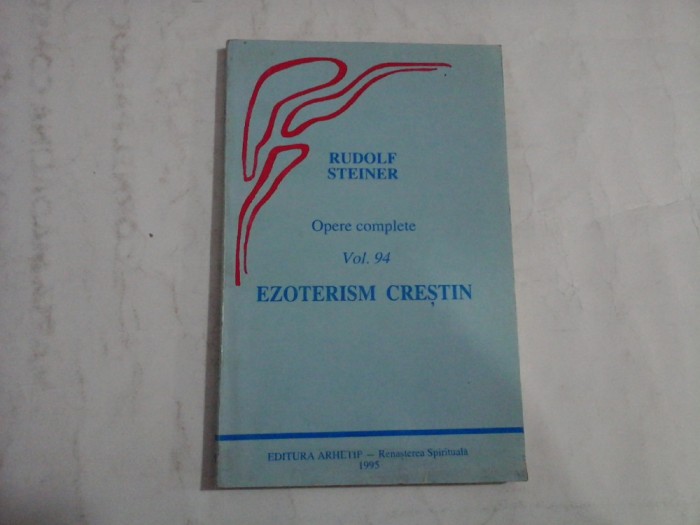 RUDOLF
STEINER
Opere complete
Vol. 94
EZOTERISM CREȘTIN
EDITURA ARHETIP – Renașterea Spirituală
1995